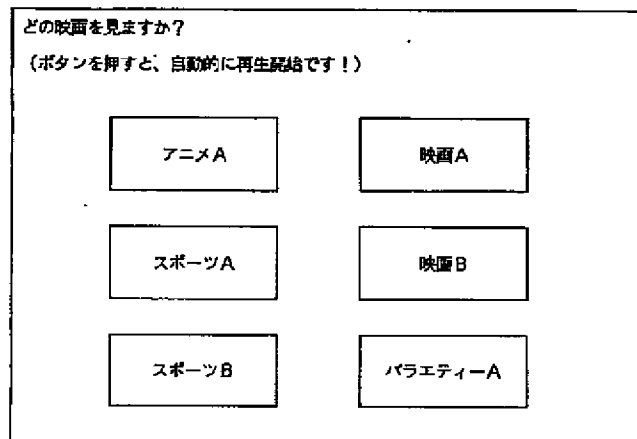 どの映画を見ますか？
（ボタンを押すと、自動的に再生開始です！）
アニメA
映画A
スポーツA
映画B
スポーツB
バラエティーA